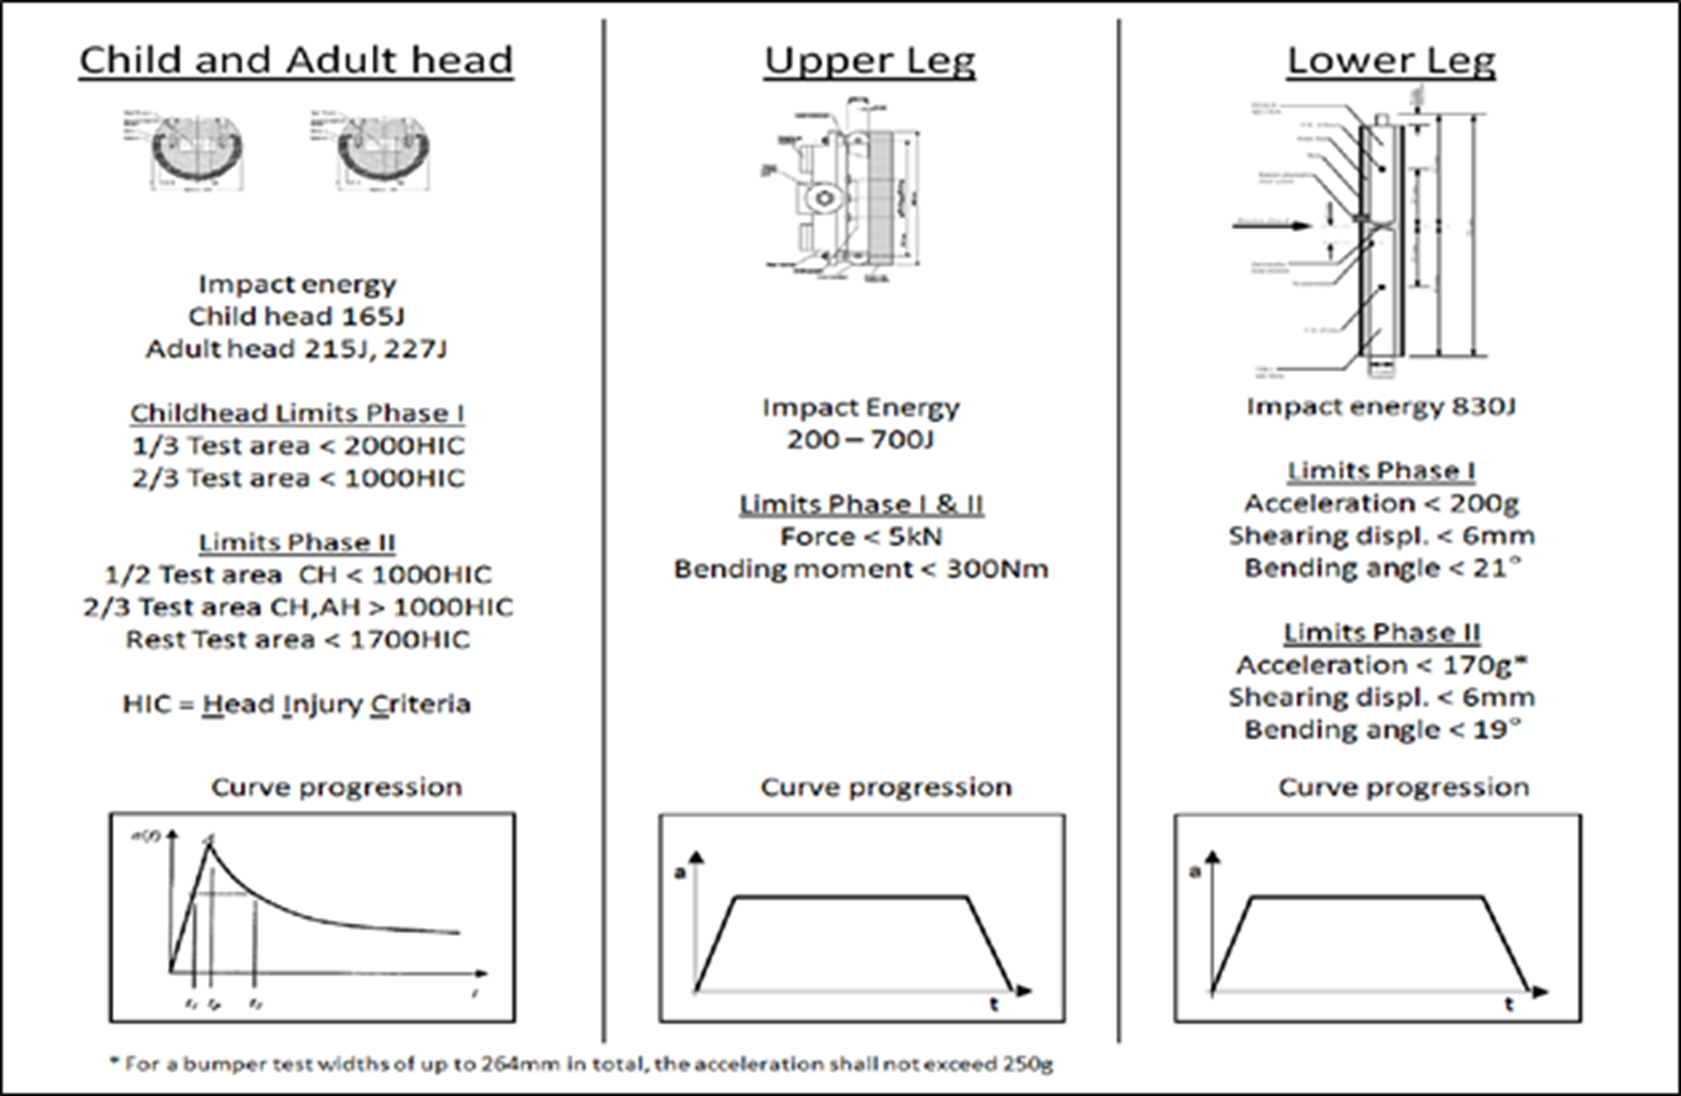 Child and Adult head
Impact energy
Child head 165J
Adult head 215J, 227J
Childhead Limits Phase I
1/3 Test area < 2000HIC
2/3 Test area < 1000HIC
Limits Phase II
1/2 Test area  CH < 1000HIC
2/3 Test area CH,AH > 1000HIC
Rest Test area < 1700HIC
HIC = Head Injury Criteria
Curve progression
a(t)
Upper Leg
Impact Energy
200 – 700J
Limits Phase I & II
Force < 5kN
Bending moment < 300Nm
Curve progression
a
t
Lower Leg
Impact energy 830J
Limits Phase I
Acceleration < 200g
Shearing displ. < 6mm
Bending angle < 21°
Limits Phase II
Acceleration < 170g*
Shearing displ. < 6mm
Bending angle < 19°
Curve progression
a
t
* For a bumper test widths of up to 264mm in total, the acceleration shall not exceed 250g